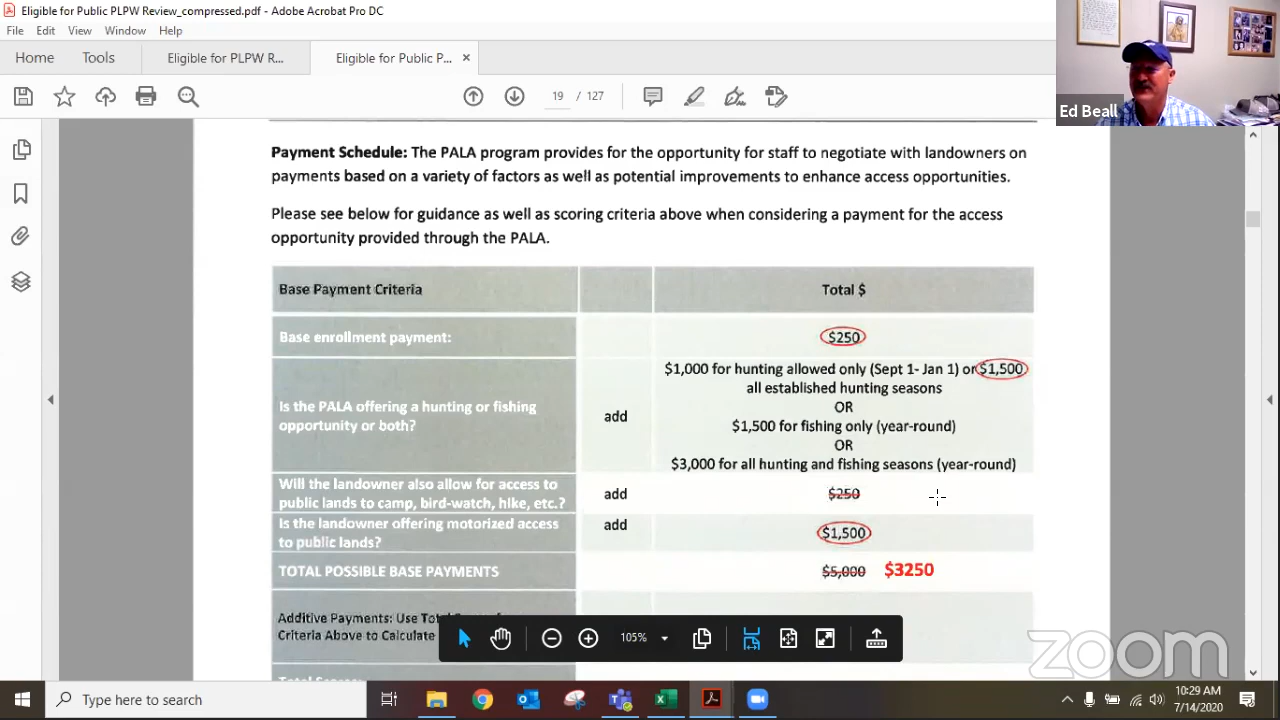 Eligible for Public PLPW Review_compressed.pdf - Adobe Acrobat Pro DC
File Edit View Window Help
Home Tools Eligible for PLPW R... Eligible for Public P... ×
19 / 127
Ed Beall
Payment Schedule: The PALA program provides for the opportunity for staff to negotiate with landowners on
payments based on a variety of factors as well as potential improvements to enhance access opportunities.
Please see below for guidance as well as scoring criteria above when considering a payment for the access
opportunity provided through the PALA.
Base Payment Criteria Total $
Base enrollment payment: $250
Is the PALA offering a hunting or fishing
opportunity or both?
add
$1,000 for hunting allowed only (Sept 1- Jan 1) or $1,500
all established hunting seasons
OR
$1,500 for fishing only (year-round)
OR
$3,000 for all hunting and fishing seasons (year-round)
Will the landowner also allow for access to
public lands to camp, bird-watch, hike, etc.?
add $250
Is the landowner offering motorized access
to public lands?
add $1,500
TOTAL POSSIBLE BASE PAYMENTS $5,000 $3250
Additive Payments: Use
Criteria Above to Calculate
105%
zoom
Type here to search
10:29 AM
7/14/2020